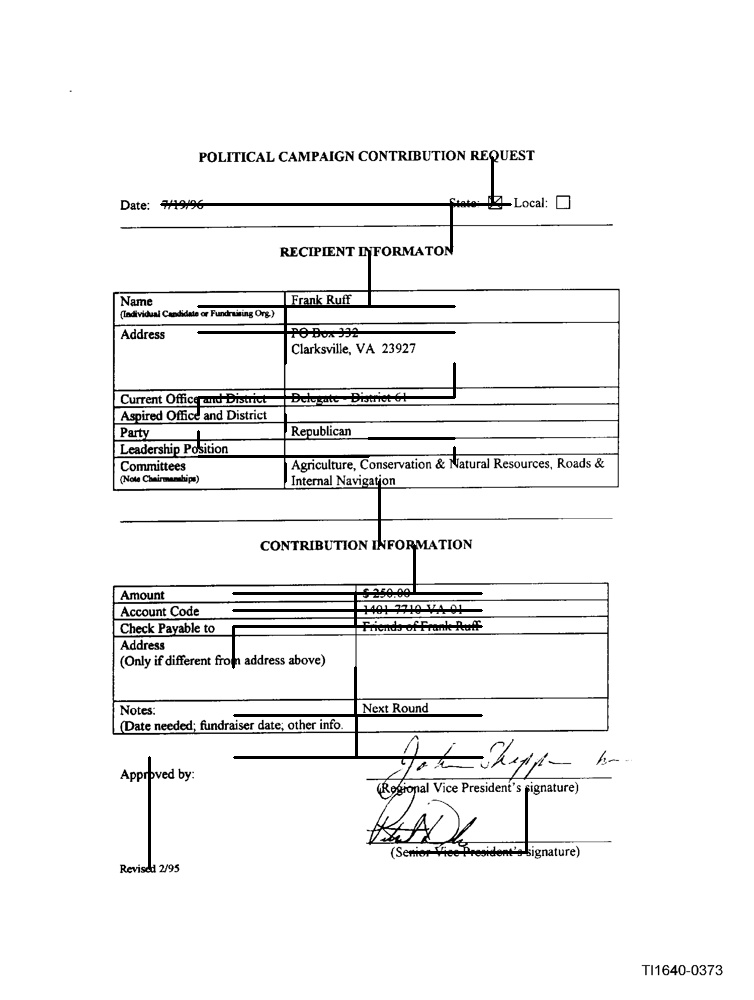 POLITICAL CAMPAIGN CONTRIBUTION REQUEST
Date: 7/19/96 State: ☒ Local: ☐
RECIPIENT INFORMATON
Name Frank Ruff
(Individual Candidate or Fundraising Org.)
Address PO Box 332
Clarksville, VA 23927
Current Office and District Delegate - District 61
Aspired Office and District
Party Republican
Leadership Position
Committees Agriculture, Conservation & Natural Resources, Roads &
(Note Chairmanships) Internal Navigation
CONTRIBUTION INFORMATION
Amount $ 250.00
Account Code 1401-7710-VA-01
Check Payable to Friends of Frank Ruff
Address
(Only if different from address above)
Notes: Next Round
(Date needed; fundraiser date; other info.
John
Approved by:
(Regional Vice President's signature)
(Senior Vice President's signature)
Revised 2/95
TI1640-0373